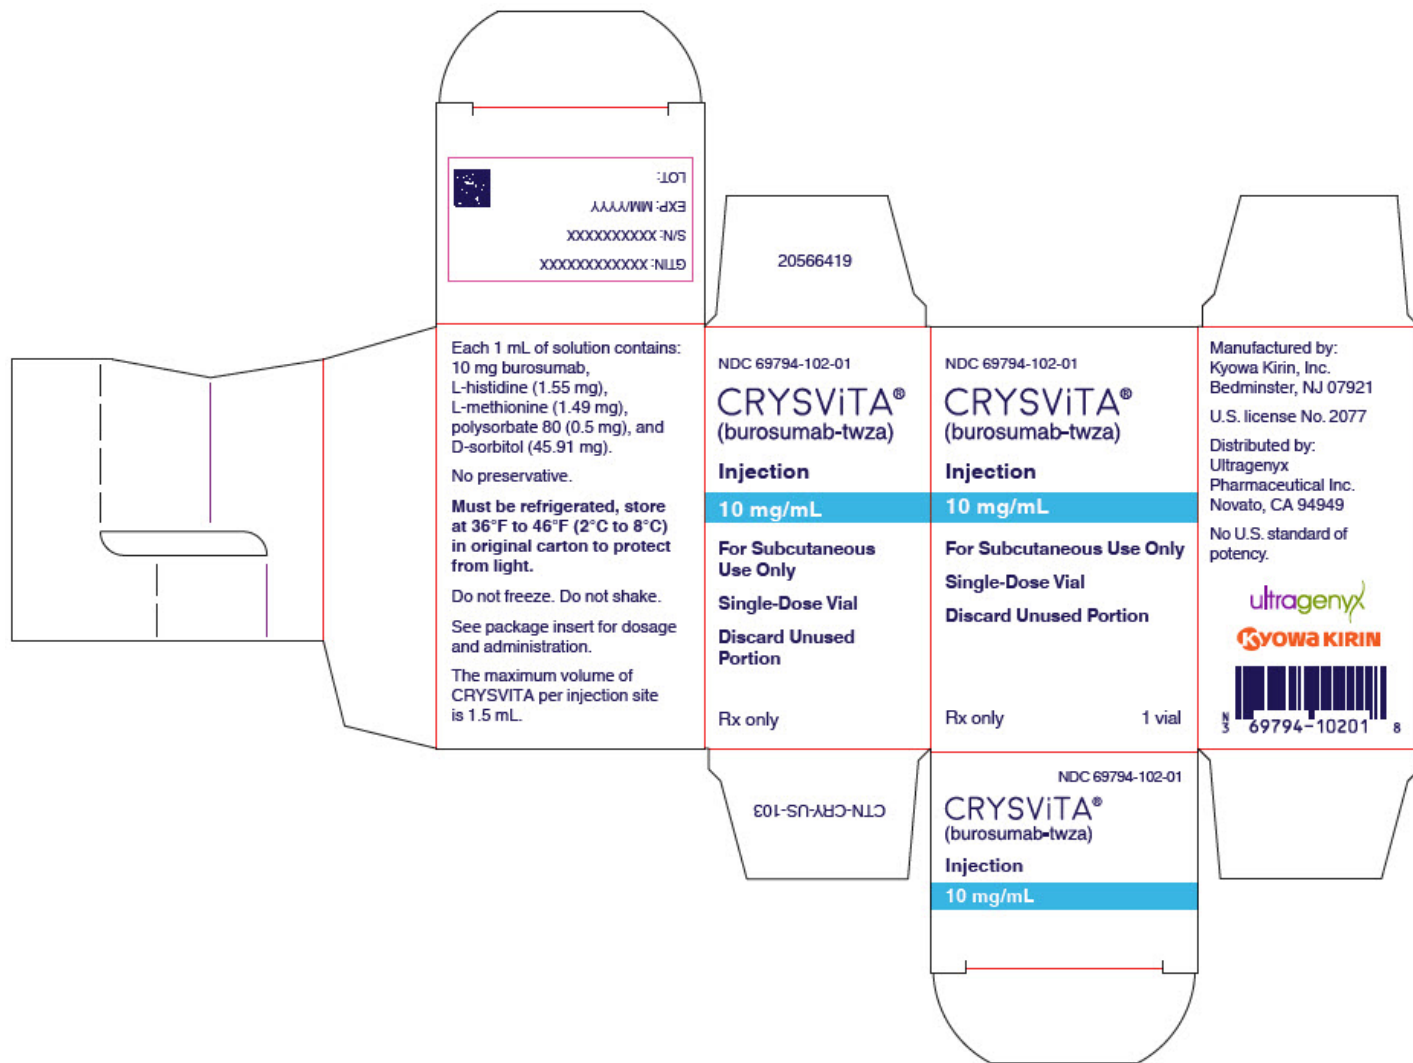 LOT:
EXP: MM/YYYY
S/N: XXXXXXXXXX
GTIN: XXXXXXXXXXXXX
20566419
Each 1 mL of solution contains:
10 mg burosumab,
L-histidine (1.55 mg),
L-methionine (1.49 mg),
polysorbate 80 (0.5 mg), and
D-sorbitol (45.91 mg).
No preservative.
Must be refrigerated, store
at 36°F to 46°F (2°C to 8°C)
in original carton to protect
from light.
Do not freeze. Do not shake.
See package insert for dosage
and administration.
The maximum volume of
CRYSVITA per injection site
is 1.5 mL.
NDC 69794-102-01
CRYSViTA®
(burosumab-twza)
Injection
10 mg/mL
For Subcutaneous
Use Only
Single-Dose Vial
Discard Unused
Portion
Rx only
NDC 69794-102-01
CRYSViTA®
(burosumab-twza)
Injection
10 mg/mL
For Subcutaneous Use Only
Single-Dose Vial
Discard Unused Portion
Rx only 1 vial
Manufactured by:
Kyowa Kirin, Inc.
Bedminster, NJ 07921
U.S. license No. 2077
Distributed by:
Ultragenyx
Pharmaceutical Inc.
Novato, CA 94949
No U.S. standard of
potency.
ultragenyx
KYOWA KIRIN
N
3 69794-10201 8
CTN-CRY-US-103
NDC 69794-102-01
CRYSViTA®
(burosumab-twza)
Injection
10 mg/mL